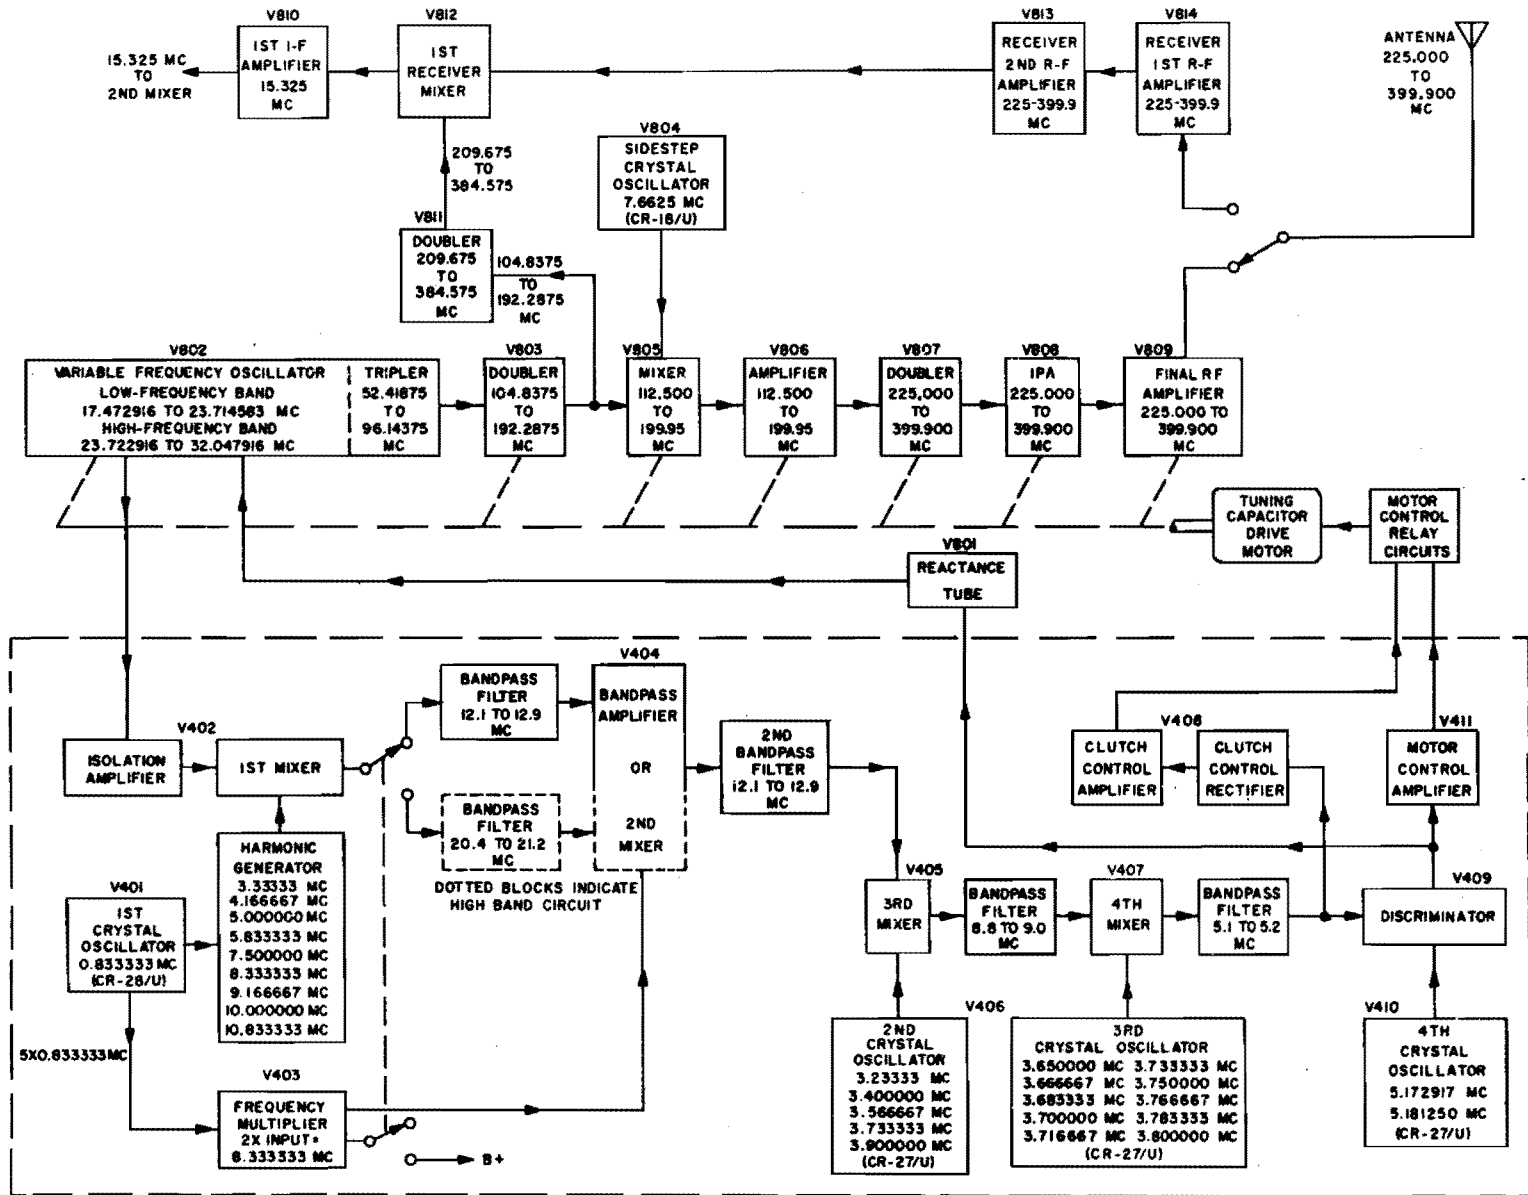 V810
V812
V813
V814
1ST I-F
AMPLIFIER
15.325
MC
15.325 MC
TO
2ND MIXER
1ST
RECEIVER
MIXER
RECEIVER
2ND R-F
AMPLIFIER
225-399.9
MC
RECEIVER
1ST R-F
AMPLIFIER
225-399.9
MC
ANTENNA
225.000
TO
399.900
MC
209.675
TO
384.575
V804
SIDESTEP
CRYSTAL
OSCILLATOR
7.6625 MC
(CR-18/U)
V811
DOUBLER
209.675
TO
384.575
MC
104.8375
TO
192.2875
MC
V802
VARIABLE FREQUENCY OSCILLATOR
LOW-FREQUENCY BAND
17.472916 TO 23.714583 MC
HIGH-FREQUENCY BAND
23.722916 TO 32.047916 MC
TRIPLER
52.41875
TO
96.14375
MC
V803
DOUBLER
104.8375
TO
192.2875
MC
V805
MIXER
112.500
TO
199.95
MC
V806
AMPLIFIER
112.500
TO
199.95
MC
V807
DOUBLER
225,000
TO
399.900
MC
V808
IPA
225.000
TO
399.900
MC
V809
FINAL RF
AMPLIFIER
225.000 TO
399.900
MC
TUNING
CAPACITOR
DRIVE
MOTOR
MOTOR
CONTROL
RELAY
CIRCUITS
V801
REACTANCE
TUBE
V402
ISOLATION
AMPLIFIER
1ST MIXER
BANDPASS
FILTER
12.1 TO 12.9
MC
BANDPASS
FILTER
20.4 TO 21.2
MC
DOTTED BLOCKS INDICATE
HIGH BAND CIRCUIT
V404
BANDPASS
AMPLIFIER
OR
2ND
MIXER
2ND
BANDPASS
FILTER
12.1 TO 12.9
MC
V408
CLUTCH
CONTROL
AMPLIFIER
CLUTCH
CONTROL
RECTIFIER
V411
MOTOR
CONTROL
AMPLIFIER
HARMONIC
GENERATOR
3.33333 MC
4.166667 MC
5.000000 MC
5.833333 MC
7.500000 MC
8.333333 MC
9.166667 MC
10.000000 MC
10.833333 MC
V401
1ST
CRYSTAL
OSCILLATOR
0.833333 MC
(CR-28/U)
5X0.833333MC
V403
FREQUENCY
MULTIPLIER
2X INPUT=
8.333333 MC
B+
V405
3RD
MIXER
BANDPASS
FILTER
8.8 TO 9.0
MC
V407
4TH
MIXER
BANDPASS
FILTER
5.1 TO 5.2
MC
V409
DISCRIMINATOR
V406
2ND
CRYSTAL
OSCILLATOR
3.23333 MC
3.400000 MC
3.566667 MC
3.733333 MC
3.900000 MC
(CR-27/U)
3RD
CRYSTAL OSCILLATOR
3.650000 MC 3.733333 MC
3.666667 MC 3.750000 MC
3.683333 MC 3.766667 MC
3.700000 MC 3.783333 MC
3.716667 MC 3.800000 MC
(CR-27/U)
V410
4TH
CRYSTAL
OSCILLATOR
5.172917 MC
5.181250 MC
(CR-27/U)